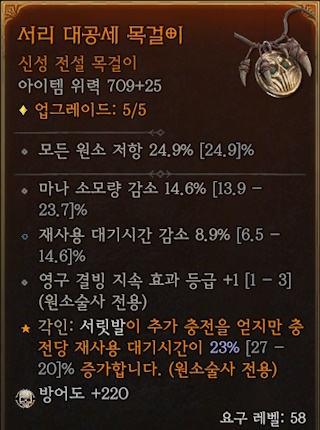 서리 대공세 목걸이
신성 전설 목걸이
아이템 위력 709+25
업그레이드: 5/5
모든 원소 저항 24.9% [24.9]%
마나 소모량 감소 14.6% [13.9 –
23.7]%
재사용 대기시간 감소 8.9% [6.5 –
14.6]%
영구 결빙 지속 효과 등급 +1 [1 – 3]
(원소술사 전용)
각인: 서릿발이 추가 충전을 얻지만 충
전당 재사용 대기시간이 23% [27 –
20]% 증가합니다. (원소술사 전용)
방어도 +220
요구 레벨: 58